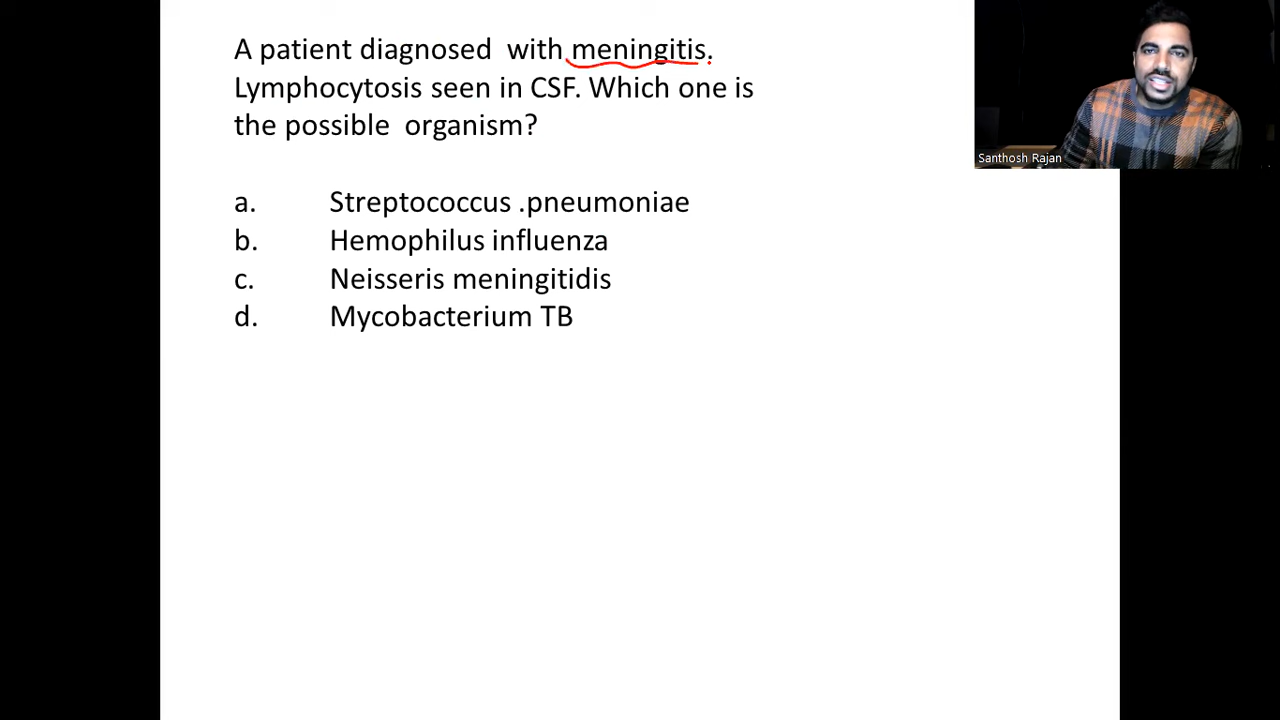 A patient diagnosed with meningitis.
Lymphocytosis seen in CSF. Which one is
the possible organism?
a. Streptococcus .pneumoniae
b. Hemophilus influenza
c. Neisseris meningitidis
d. Mycobacterium TB
Santhosh Rajan